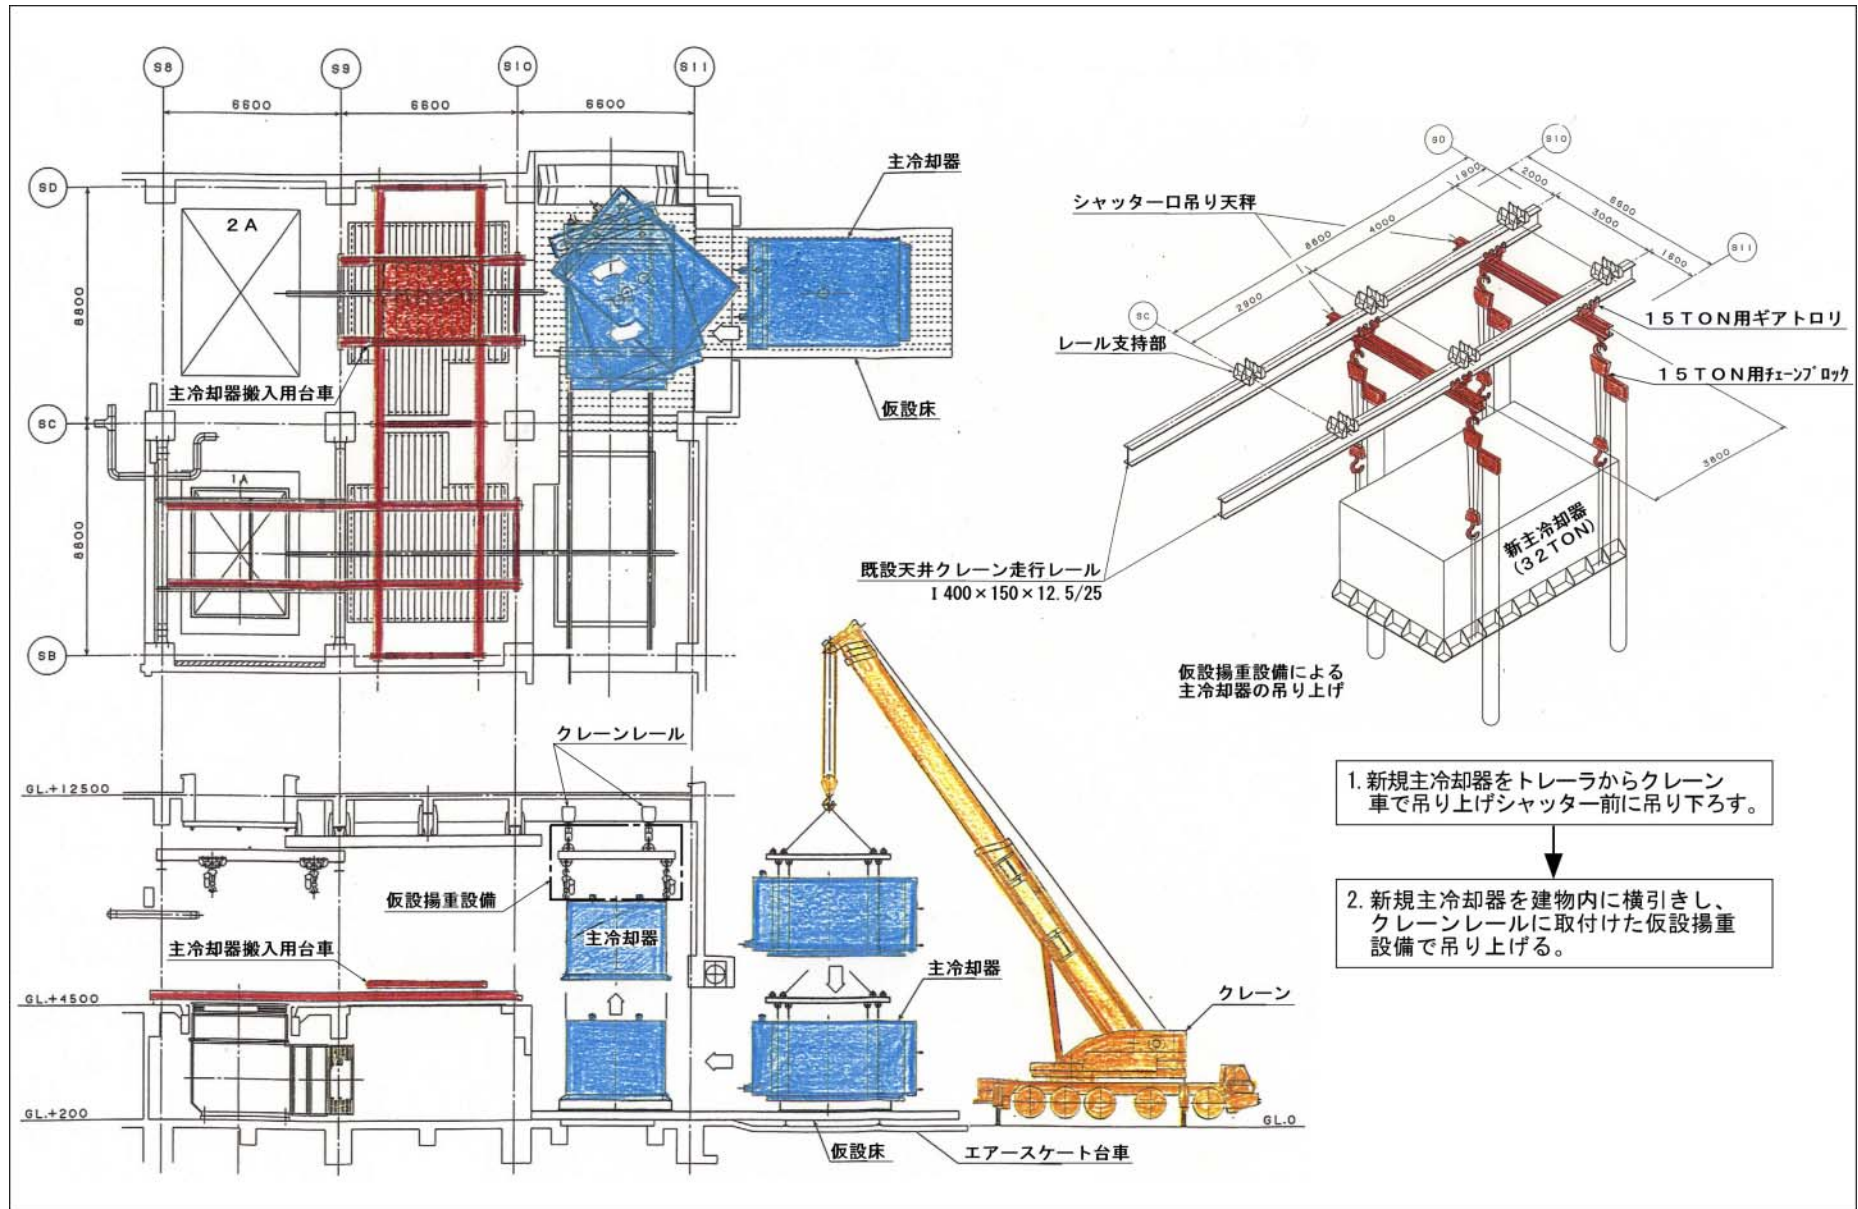 S8
S9
S10
S11
6600
6600
6600
SD
SC
SB
8800
8800
2A
1A
主冷却器
主冷却器搬入用台車
仮設床
SD
S10
S11
SC
1900
2000
6600
3000
1600
4000
8800
2900
3800
シャッター口吊り天秤
レール支持部
15TON用ギアトロリ
15TON用チェーンブロック
既設天井クレーン走行レール
I 400×150×12.5/25
新主冷却器
(32TON)
仮設揚重設備による
主冷却器の吊り上げ
クレーンレール
GL.+12500
仮設揚重設備
主冷却器
主冷却器搬入用台車
主冷却器
GL.+4500
クレーン
GL.+200
GL.0
仮設床
エアースケート台車
1. 新規主冷却器をトレーラからクレーン
車で吊り上げシャッター前に吊り下ろす。
2. 新規主冷却器を建物内に横引きし、
クレーンレールに取付けた仮設揚重
設備で吊り上げる。